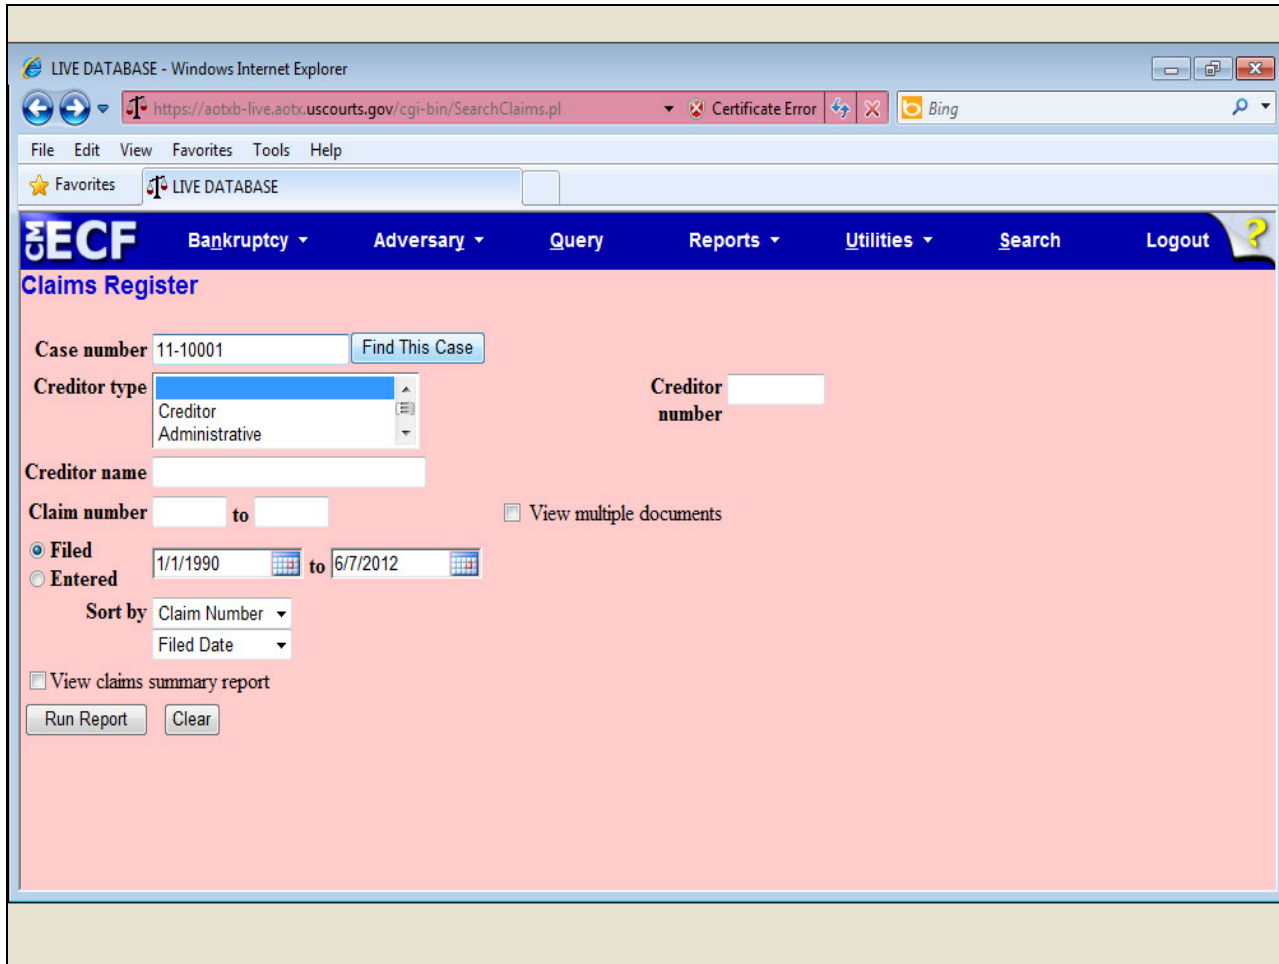 LIVE DATABASE - Windows Internet Explorer
https://aotxb-live.aotx.uscourts.gov/cgi-bin/SearchClaims.pl Certificate Error Bing
File Edit View Favorites Tools Help
Favorites LIVE DATABASE
CM ECF Bankruptcy Adversary Query Reports Utilities Search Logout ?
Claims Register
Case number 11-10001 Find This Case
Creditor type Creditor number
Creditor
Administrative
Creditor name
Claim number to View multiple documents
Filed 1/1/1990 to 6/7/2012
Entered
Sort by Claim Number
Filed Date
View claims summary report
Run Report Clear